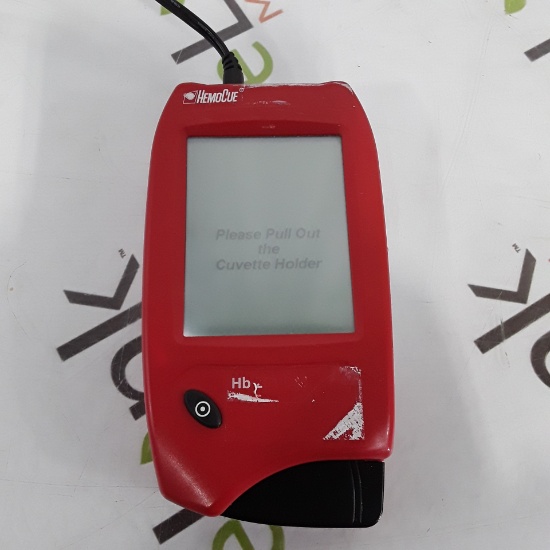 HEMOCUE®
Please Pull Out
the
Cuvette Holder
Hb